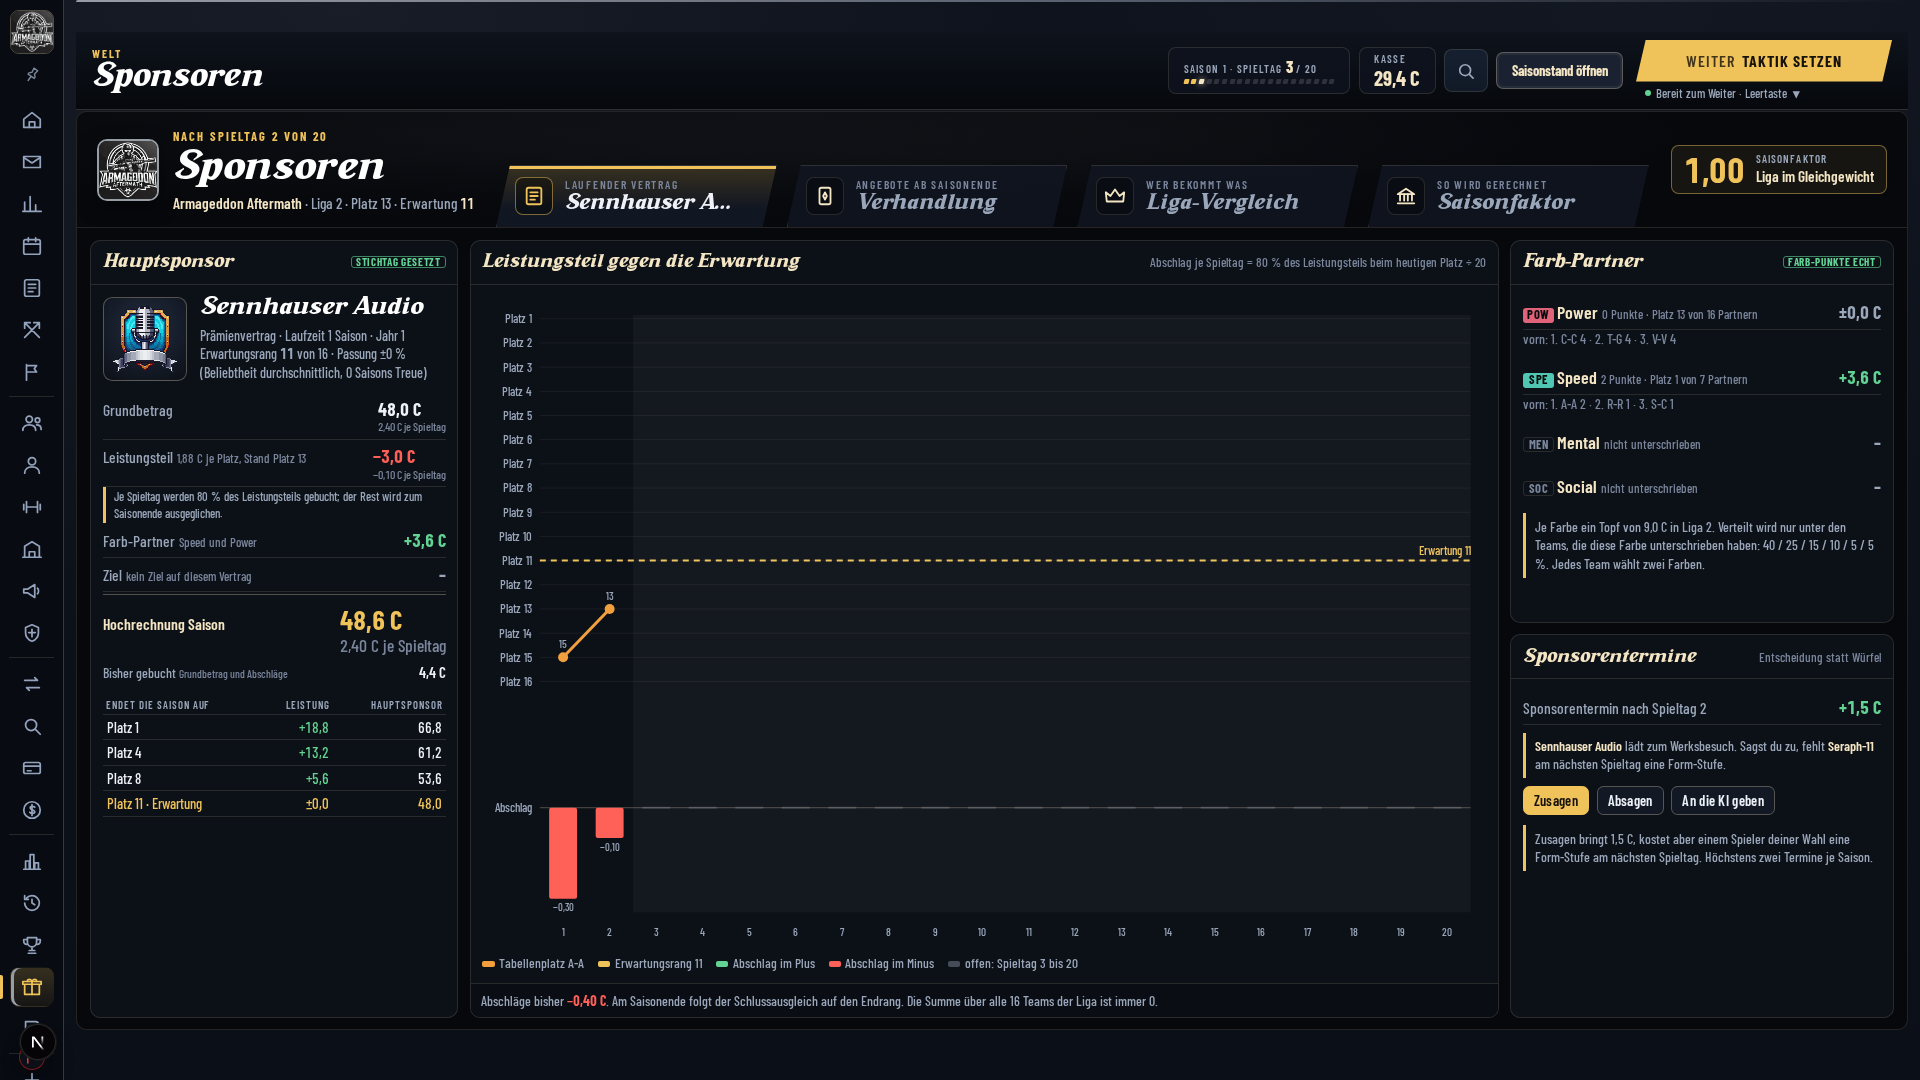 WELT
Sponsoren
SAISON 1 · SPIELTAG 3 / 20
KASSE
29,4 C
Saisonstand öffnen
WEITER TAKTIK SETZEN
Bereit zum Weiter · Leertaste ▼
NACH SPIELTAG 2 VON 20
Sponsoren
Armageddon Aftermath · Liga 2 · Platz 13 · Erwartung 11
LAUFENDER VERTRAG
Sennhauser A...
ANGEBOTE AB SAISONENDE
Verhandlung
WER BEKOMMT WAS
Liga-Vergleich
SO WIRD GERECHNET
Saisonfaktor
1,00
SAISONFAKTOR
Liga im Gleichgewicht
Hauptsponsor
STICHTAG GESETZT
Sennhauser Audio
Prämienvertrag · Laufzeit 1 Saison · Jahr 1
Erwartungsrang 11 von 16 · Passung ±0 %
(Beliebtheit durchschnittlich, 0 Saisons Treue)
Grundbetrag 48,0 C
2,40 C je Spieltag
Leistungsteil 1,88 C je Platz, Stand Platz 13 −3,0 C
−0,10 C je Spieltag
Je Spieltag werden 80 % des Leistungsteils gebucht; der Rest wird zum
Saisonende ausgeglichen.
Farb-Partner Speed und Power +3,6 C
Ziel kein Ziel auf diesem Vertrag –
Hochrechnung Saison 48,6 C
2,40 C je Spieltag
Bisher gebucht Grundbetrag und Abschläge 4,4 C
ENDET DIE SAISON AUF LEISTUNG HAUPTSPONSOR
Platz 1 +18,8 66,8
Platz 4 +13,2 61,2
Platz 8 +5,6 53,6
Platz 11 · Erwartung ±0,0 48,0
Leistungsteil gegen die Erwartung
Abschlag je Spieltag = 80 % des Leistungsteils beim heutigen Platz ÷ 20
Platz 1
Platz 2
Platz 3
Platz 4
Platz 5
Platz 6
Platz 7
Platz 8
Platz 9
Platz 10
Erwartung 11
Platz 11
Platz 12
13
Platz 13
Platz 14
15
Platz 15
Platz 16
Abschlag
−0,10
−0,30
1 2 3 4 5 6 7 8 9 10 11 12 13 14 15 16 17 18 19 20
Tabellenplatz A-A Erwartungsrang 11 Abschlag im Plus Abschlag im Minus offen: Spieltag 3 bis 20
Abschläge bisher −0,40 C. Am Saisonende folgt der Schlussausgleich auf den Endrang. Die Summe über alle 16 Teams der Liga ist immer 0.
Farb-Partner
FARB-PUNKTE ECHT
POW Power 0 Punkte · Platz 13 von 16 Partnern ±0,0 C
vorn: 1. C-C 4 · 2. T-G 4 · 3. V-V 4
SPE Speed 2 Punkte · Platz 1 von 7 Partnern +3,6 C
vorn: 1. A-A 2 · 2. R-R 1 · 3. S-C 1
MEN Mental nicht unterschrieben –
SOC Social nicht unterschrieben –
Je Farbe ein Topf von 9,0 C in Liga 2. Verteilt wird nur unter den
Teams, die diese Farbe unterschrieben haben: 40 / 25 / 15 / 10 / 5 / 5
%. Jedes Team wählt zwei Farben.
Sponsorentermine
Entscheidung statt Würfel
Sponsorentermin nach Spieltag 2 +1,5 C
Sennhauser Audio lädt zum Werksbesuch. Sagst du zu, fehlt Seraph-11
am nächsten Spieltag eine Form-Stufe.
Zusagen
Absagen
An die KI geben
Zusagen bringt 1,5 C, kostet aber einem Spieler deiner Wahl eine
Form-Stufe am nächsten Spieltag. Höchstens zwei Termine je Saison.
ARMAGEDDON
AFTERMATH
N